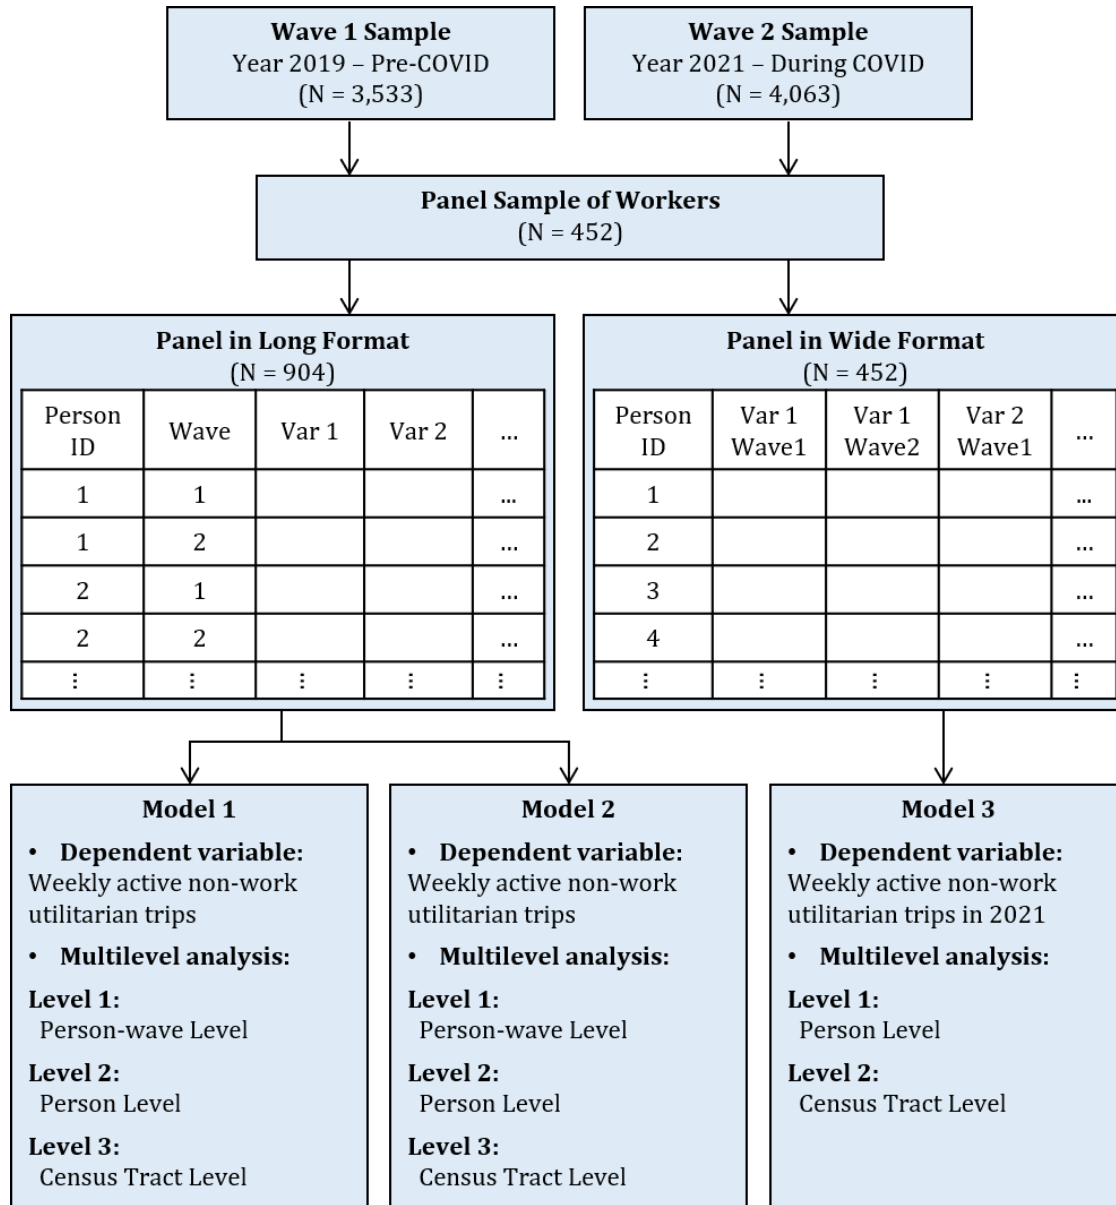 Wave 1 Sample
Year 2019 – Pre-COVID
(N = 3,533)
Wave 2 Sample
Year 2021 – During COVID
(N = 4,063)
Panel Sample of Workers
(N = 452)
Panel in Long Format
(N = 904)
Person ID Wave Var 1 Var 2 ...
1 1 ...
1 2 ...
2 1 ...
2 2 ...
⋮ ⋮ ⋮ ⋮ ⋮
Panel in Wide Format
(N = 452)
Person ID Var 1 Wave1 Var 1 Wave2 Var 2 Wave1 ...
1 ...
2 ...
3 ...
4 ...
⋮ ⋮ ⋮ ⋮ ⋮
Model 1
• Dependent variable:
Weekly active non-work
utilitarian trips
• Multilevel analysis:
Level 1:
Person-wave Level
Level 2:
Person Level
Level 3:
Census Tract Level
Model 2
• Dependent variable:
Weekly active non-work
utilitarian trips
• Multilevel analysis:
Level 1:
Person-wave Level
Level 2:
Person Level
Level 3:
Census Tract Level
Model 3
• Dependent variable:
Weekly active non-work
utilitarian trips in 2021
• Multilevel analysis:
Level 1:
Person Level
Level 2:
Census Tract Level